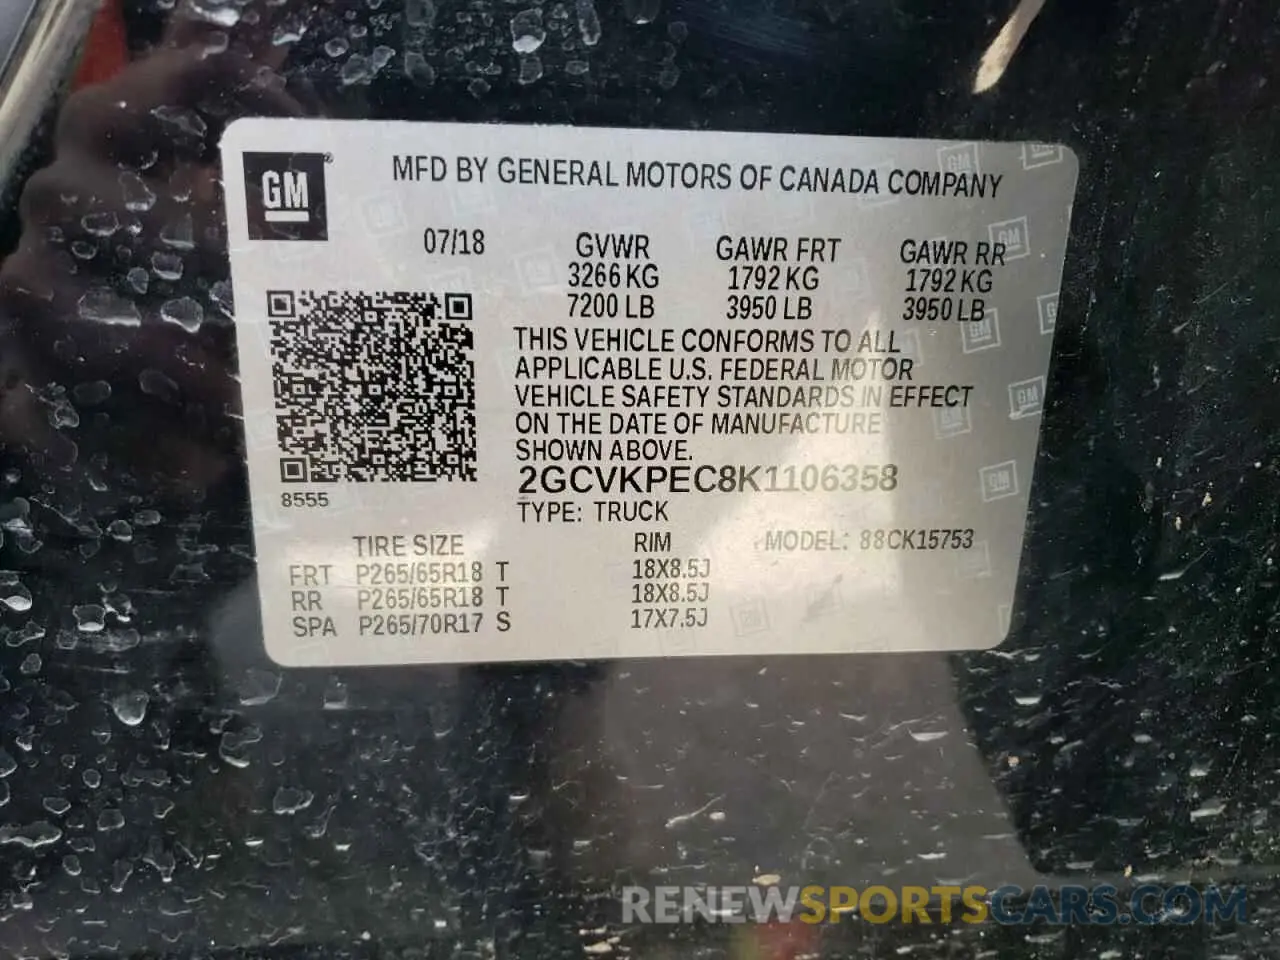 GM ®
MFD BY GENERAL MOTORS OF CANADA COMPANY
07/18 GVWR GAWR FRT GAWR RR
3266 KG 1792 KG 1792 KG
7200 LB 3950 LB 3950 LB
THIS VEHICLE CONFORMS TO ALL
APPLICABLE U.S. FEDERAL MOTOR
VEHICLE SAFETY STANDARDS IN EFFECT
ON THE DATE OF MANUFACTURE
SHOWN ABOVE.
2GCVKPEC8K1106358
8555
TYPE: TRUCK
TIRE SIZE RIM MODEL: 88CK15753
FRT P265/65R18 T 18X8.5J
RR P265/65R18 T 18X8.5J
SPA P265/70R17 S 17X7.5J
RENEWSPORTSCARS.COM